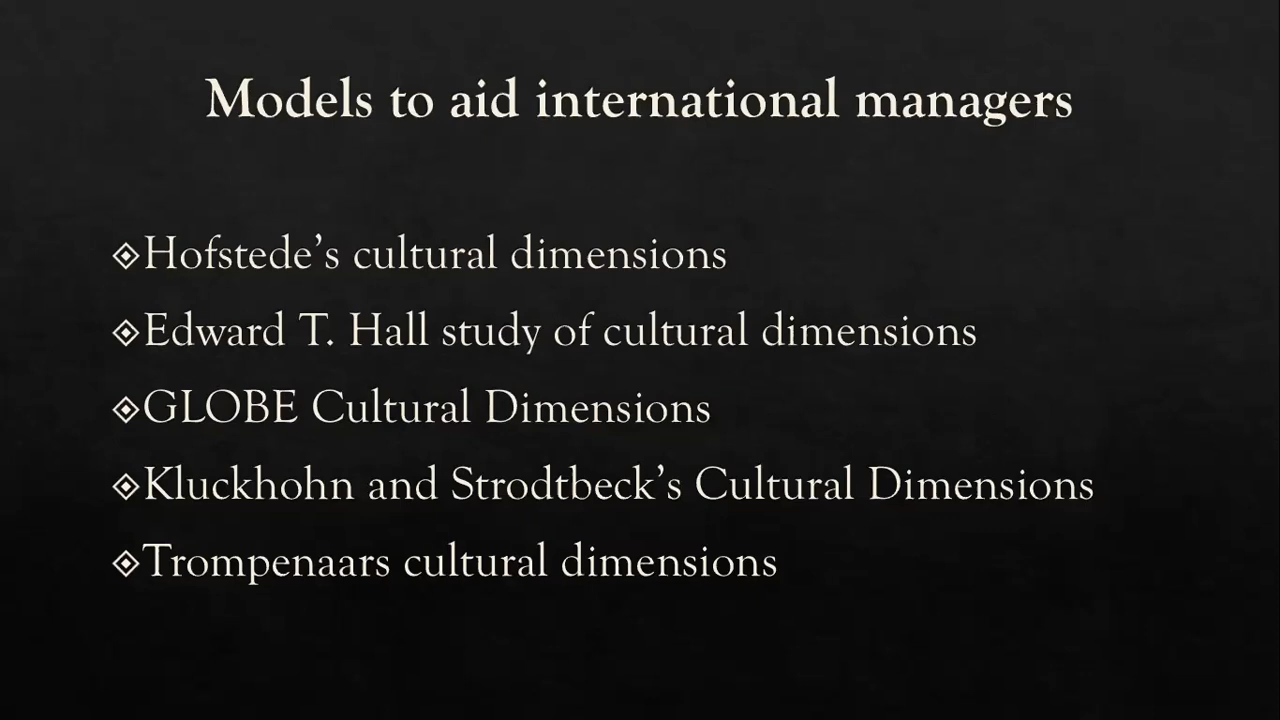 Models to aid international managers
Hofstede’s cultural dimensions
Edward T. Hall study of cultural dimensions
GLOBE Cultural Dimensions
Kluckhohn and Strodtbeck’s Cultural Dimensions
Trompenaars cultural dimensions